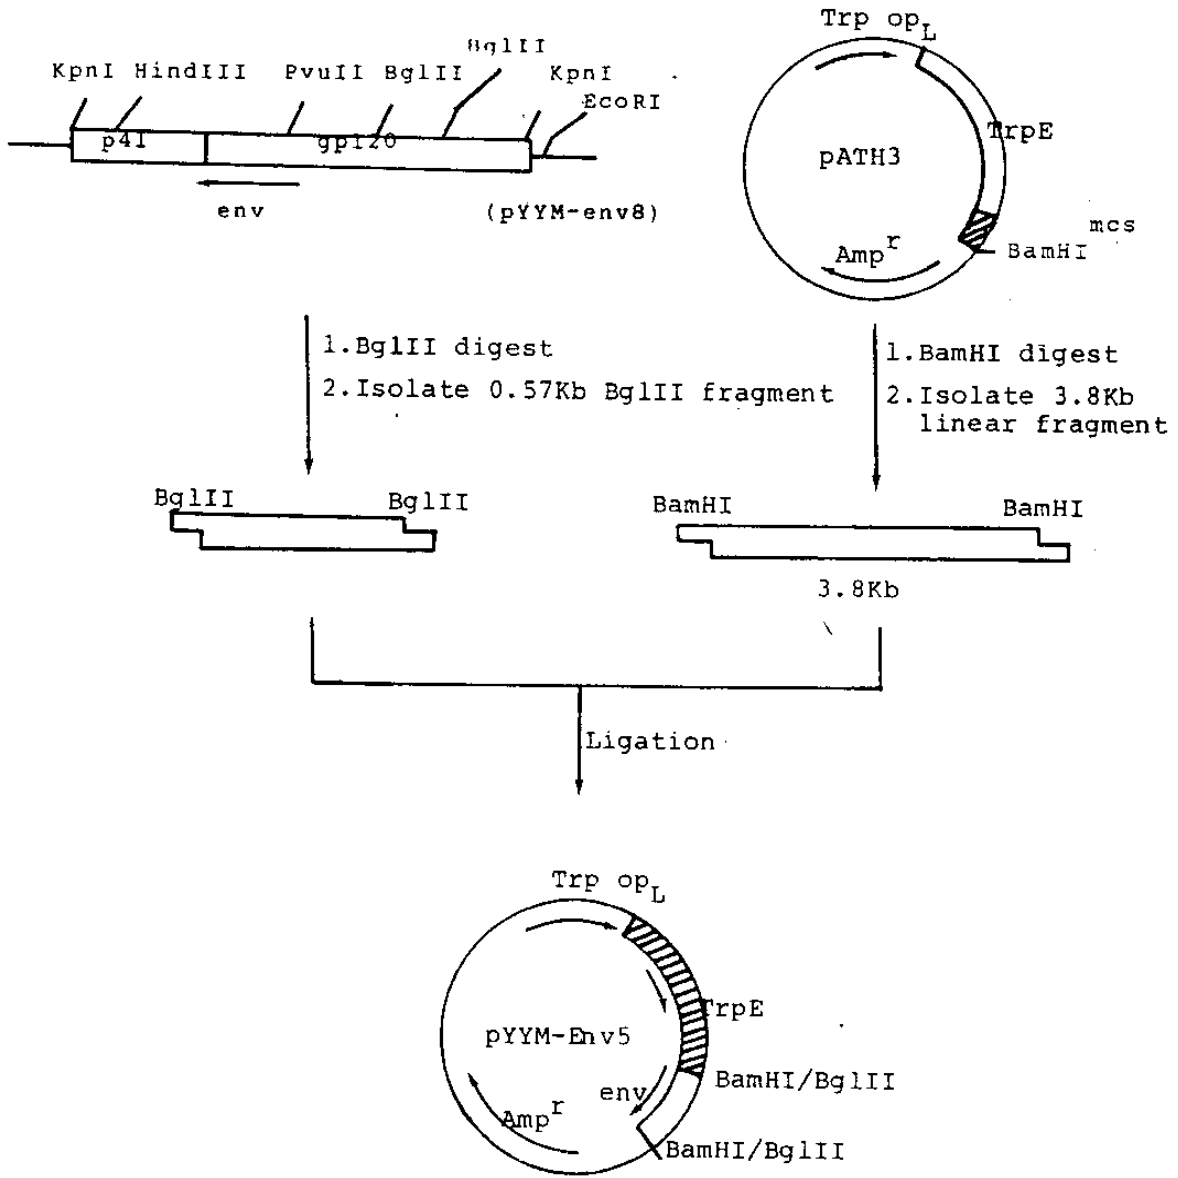 Trp opL
BglII
KpnI HindIII PvuII BglII KpnI
EcoRI
p41 gp120
TrpE
pATH3
env (pYYM-env8)
mcs
Ampr
BamHI
1.BglII digest
2.Isolate 0.57Kb BglII fragment
1.BamHI digest
2.Isolate 3.8Kb
linear fragment
BglII BglII
BamHI BamHI
3.8Kb
Ligation
Trp opL
TrpE
pYYM-Env5
BamHI/BglII
env
Ampr
BamHI/BglII